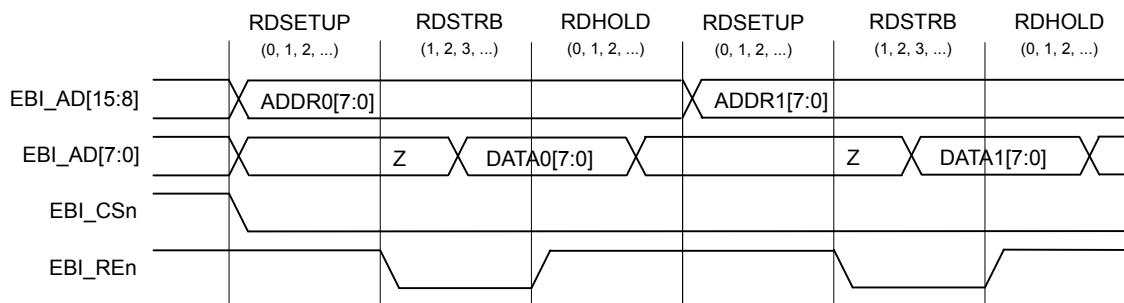 RDSETUP RDSTRB RDHOLD RDSETUP RDSTRB RDHOLD
(0, 1, 2, ...) (1, 2, 3, ...) (0, 1, 2, ...) (0, 1, 2, ...) (1, 2, 3, ...) (0, 1, 2, ...)
EBI_AD[15:8] ADDR0[7:0] ADDR1[7:0]
EBI_AD[7:0] Z DATA0[7:0] Z DATA1[7:0]
EBI_CSn
EBI_REn